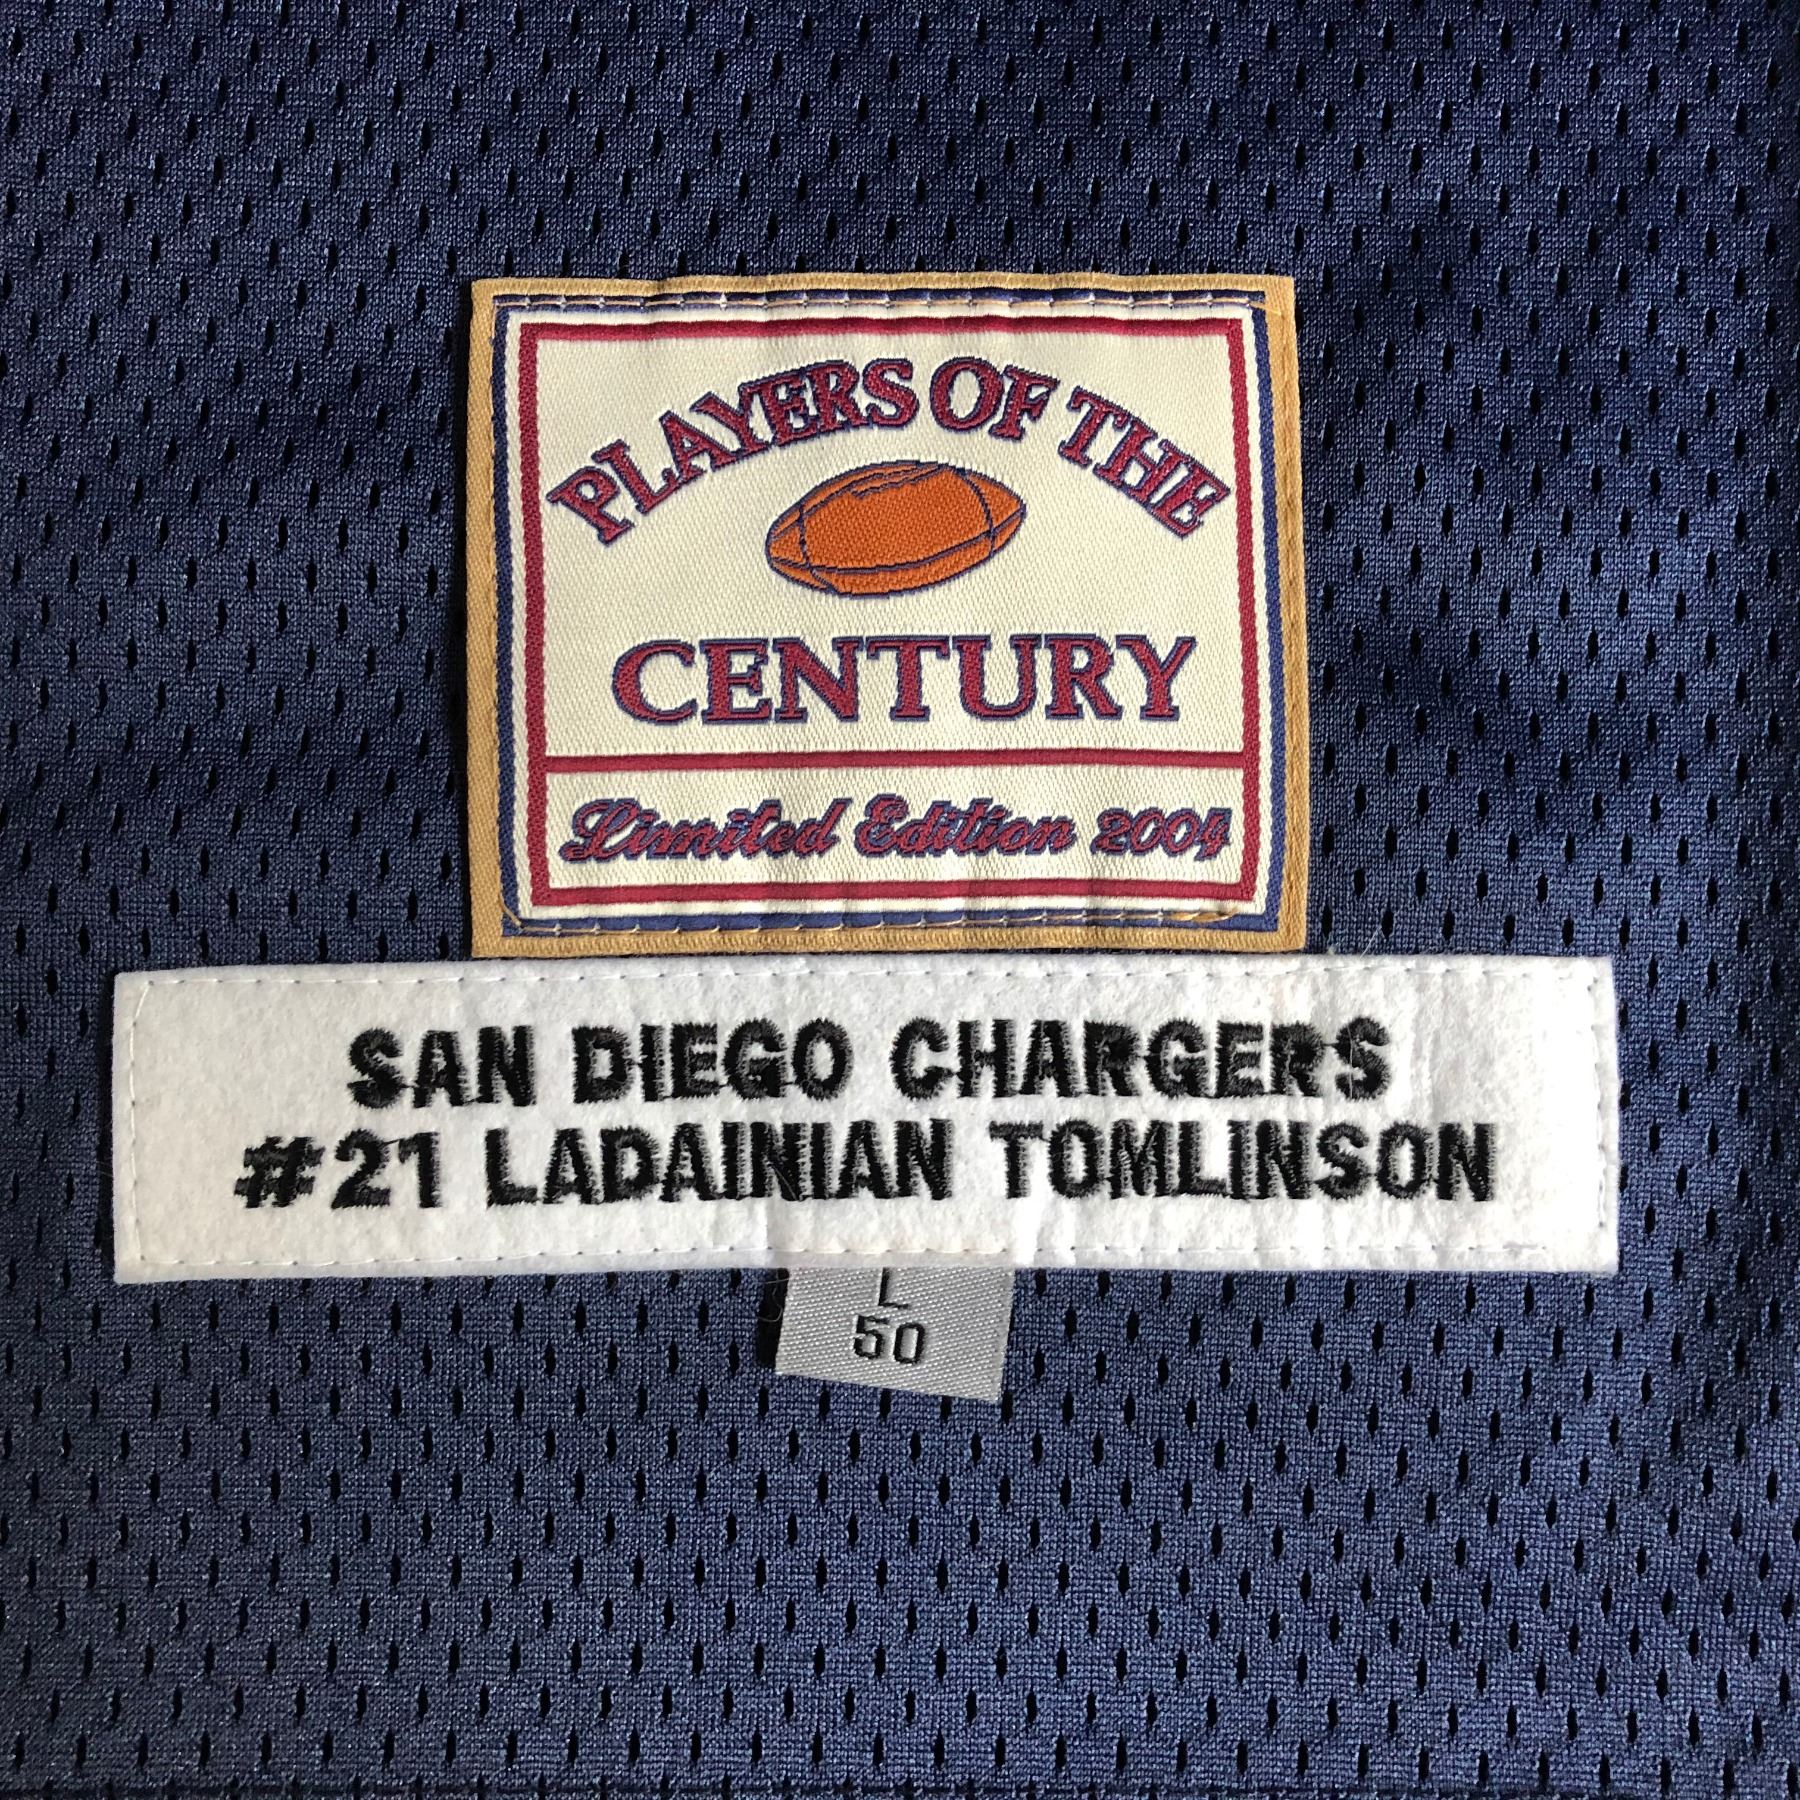 PLAYERS OF THE
CENTURY
Limited Edition 2004
SAN DIEGO CHARGERS
#21 LADAINIAN TOMLINSON
L
50